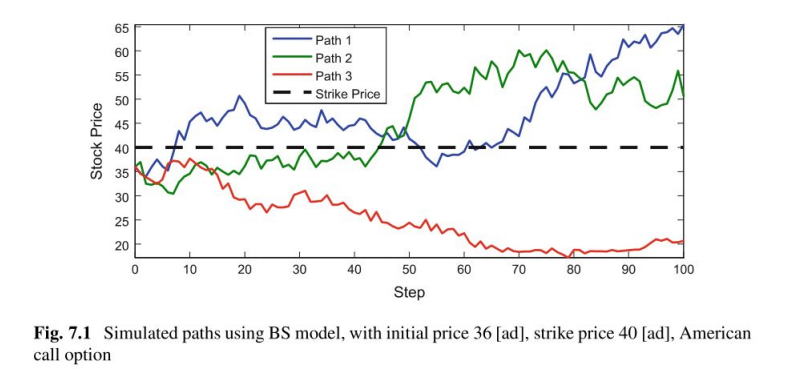 65
60
55
50
45
40
35
30
25
20
Stock Price
Path 1
Path 2
Path 3
Strike Price
0 10 20 30 40 50 60 70 80 90 100
Step
Fig. 7.1 Simulated paths using BS model, with initial price 36 [ad], strike price 40 [ad], American
call option